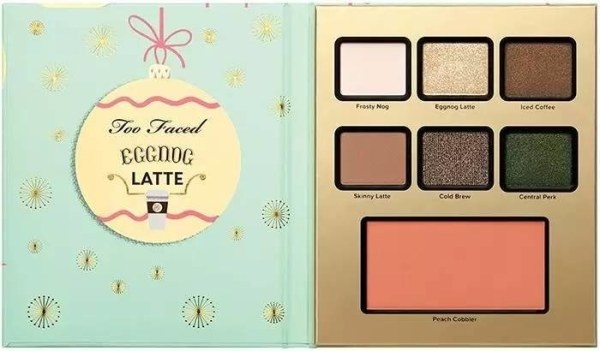 Too Faced
EGGNOG
LATTE
Frosty Nog
Eggnog Latte
Iced Coffee
Skinny Latte
Cold Brew
Central Perk
Peach Cobbler